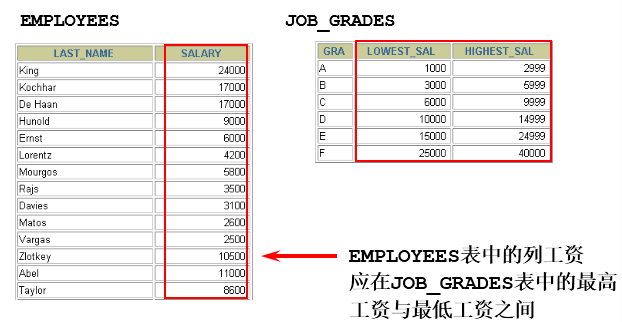 EMPLOYEES
LAST_NAME SALARY
King 24000
Kochhar 17000
De Haan 17000
Hunold 9000
Ernst 6000
Lorentz 4200
Mourgos 5800
Rajs 3500
Davies 3100
Matos 2600
Vargas 2500
Zlotkey 10500
Abel 11000
Taylor 8600
JOB_GRADES
GRA LOWEST_SAL HIGHEST_SAL
A 1000 2999
B 3000 5999
C 6000 9999
D 10000 14999
E 15000 24999
F 25000 40000
EMPLOYEES表中的列工资
应在JOB_GRADES表中的最高
工资与最低工资之间